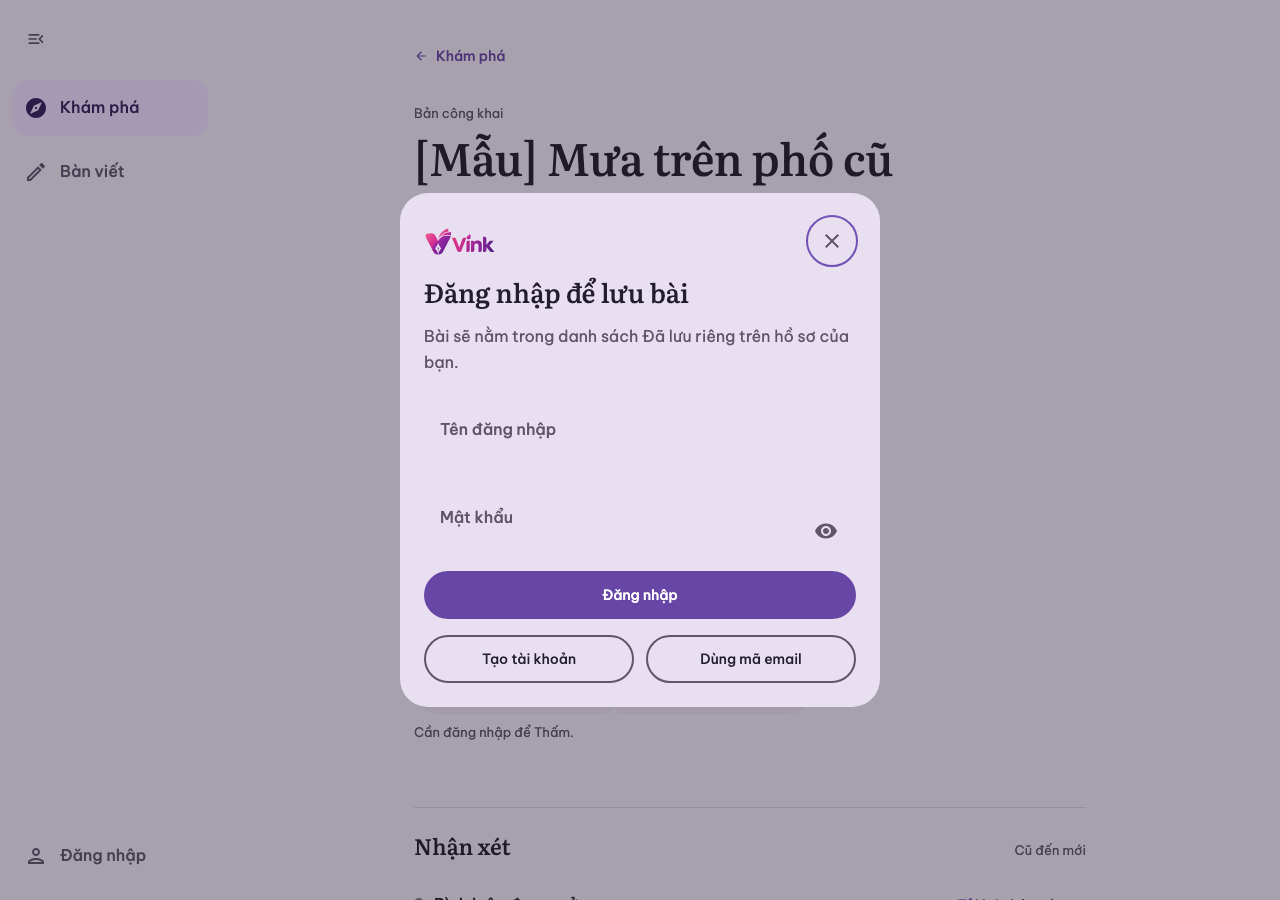 Khám phá
Bàn viết
Khám phá
Bản công khai
[Mẫu] Mưa trên phố cũ
Vink
Đăng nhập để lưu bài
Bài sẽ nằm trong danh sách Đã lưu riêng trên hồ sơ của
bạn.
Tên đăng nhập
Mật khẩu
Đăng nhập
Tạo tài khoản
Dùng mã email
Cần đăng nhập để Thấm.
Nhận xét
Cũ đến mới
Đăng nhập